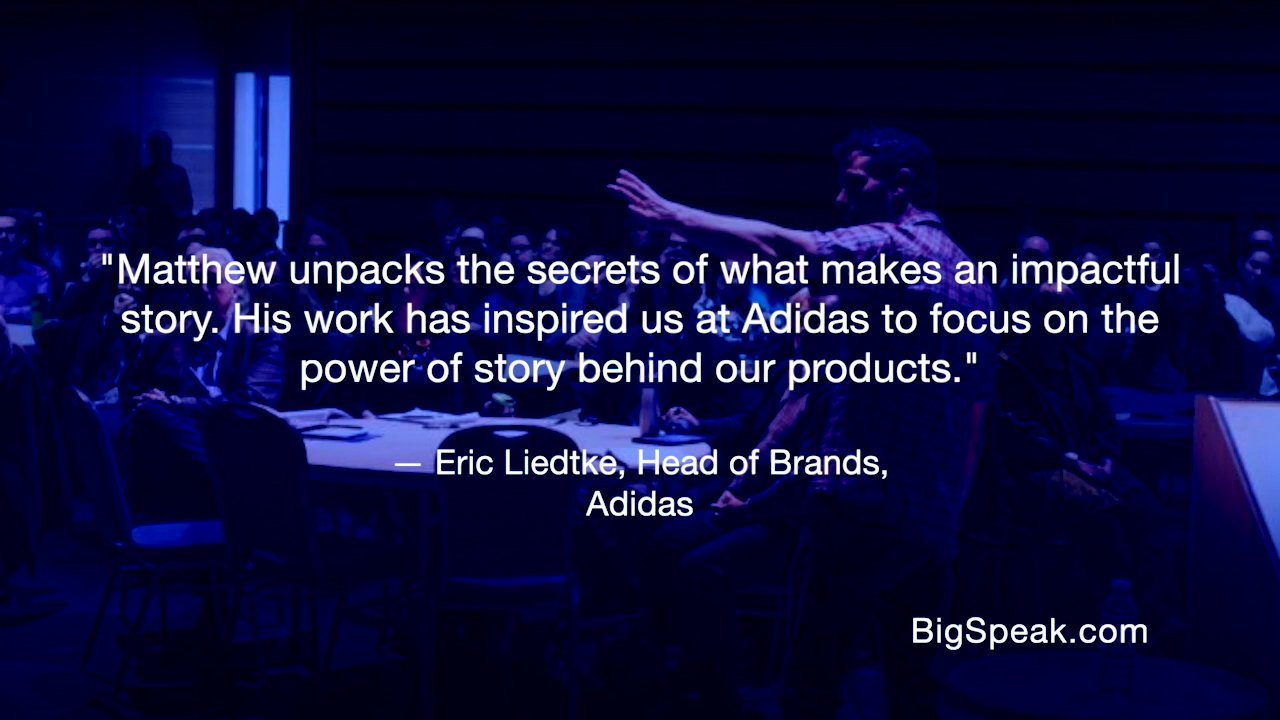 "Matthew unpacks the secrets of what makes an impactful
story. His work has inspired us at Adidas to focus on the
power of story behind our products."
— Eric Liedtke, Head of Brands,
Adidas
BigSpeak.com